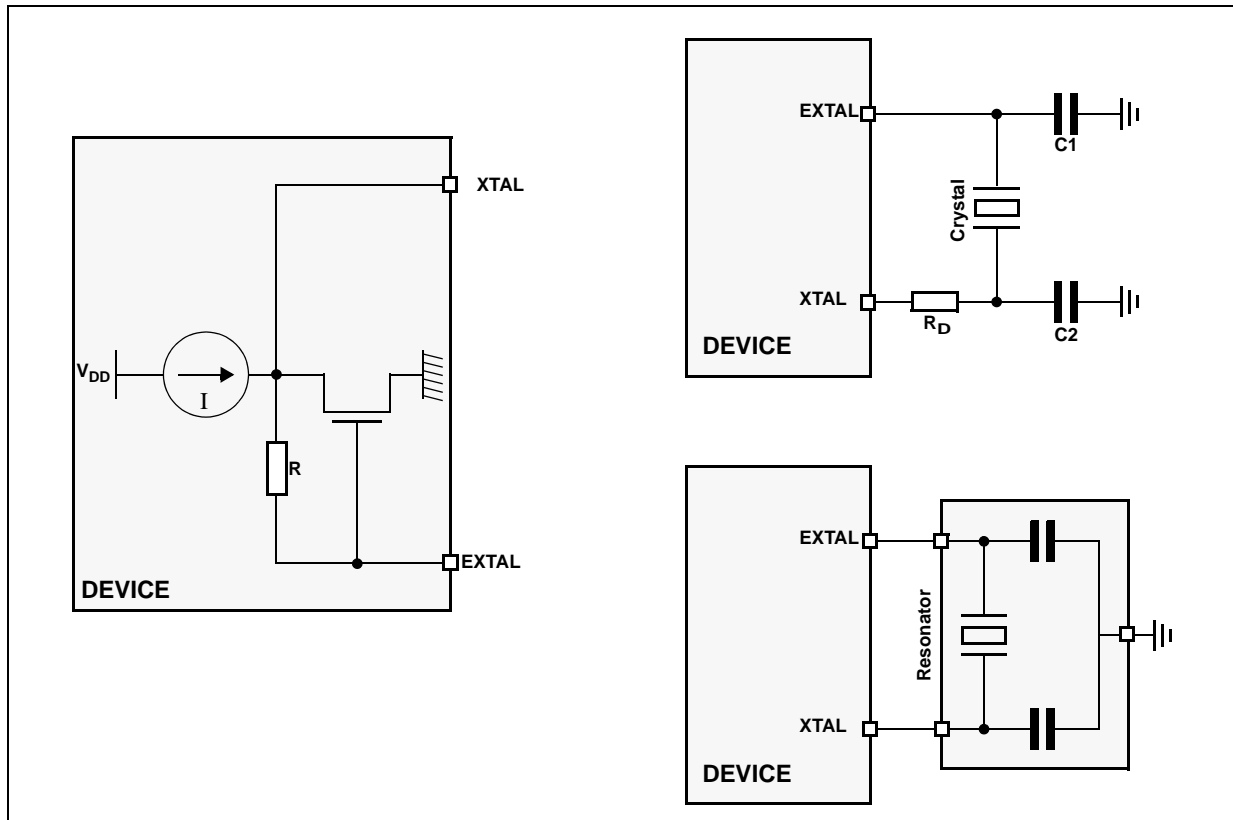 XTAL
VDD
I
R
EXTAL
DEVICE
EXTAL
C1
Crystal
XTAL
RD
C2
DEVICE
EXTAL
Resonator
XTAL
DEVICE